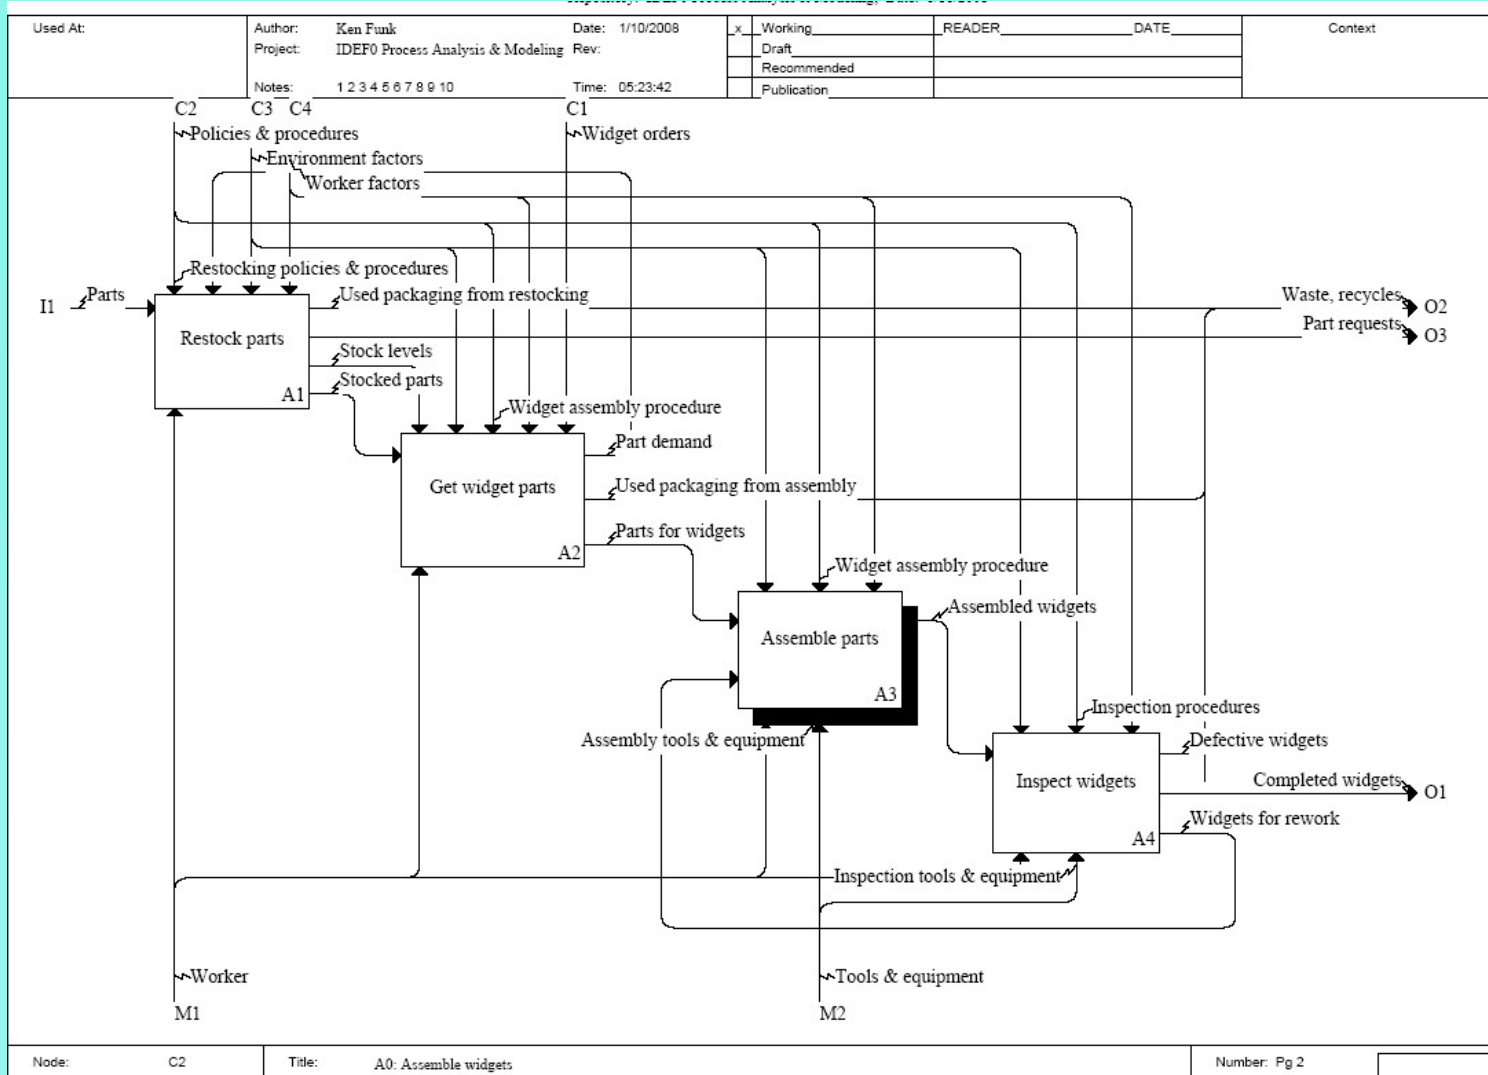 Used At:
Author: Ken Funk
Date: 1/10/2008
x Working
READER
DATE
Context
Project: IDEF0 Process Analysis & Modeling
Rev:
Draft
Recommended
Notes: 1 2 3 4 5 6 7 8 9 10
Time: 05:23:42
Publication
C2
C3
C4
C1
Policies & procedures
Widget orders
Environment factors
Worker factors
Restocking policies & procedures
I1
Parts
Used packaging from restocking
Waste, recycles
O2
Part requests
O3
Restock parts
A1
Stock levels
Stocked parts
Widget assembly procedure
Part demand
Get widget parts
A2
Used packaging from assembly
Parts for widgets
Widget assembly procedure
Assembled widgets
Assemble parts
A3
Assembly tools & equipment
Inspection procedures
Defective widgets
Inspect widgets
A4
Completed widgets
O1
Widgets for rework
Inspection tools & equipment
Worker
Tools & equipment
M1
M2
Node: C2
Title: A0: Assemble widgets
Number: Pg 2